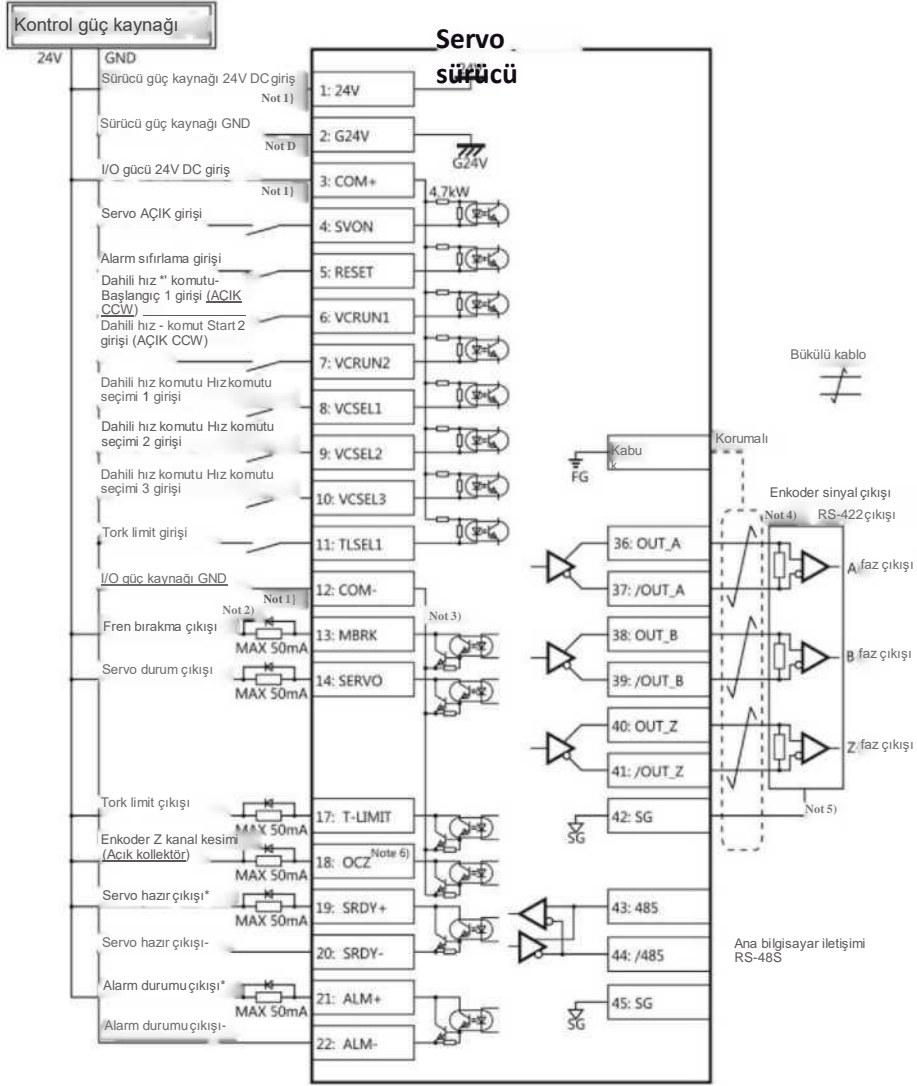 Kontrol güç kaynağı
24V
GND
Servo
sürücü
24V
Sürücü güç kaynağı 24V DC giriş
Not 1}
1: 24V
Sürücü güç kaynağı GND
Not D
2: G24V
G24V
I/O gücü 24V DC giriş
Not 1}
3: COM+
4.7kW
Servo AÇIK girişi
4: SVON
Alarm sıfırlama girişi
5: RESET
Dahili hız *' komutu-
Başlangıç 1 girişi (AÇIK
CCW)
6: VCRUN1
Dahili hız - komut Start 2
girişi (AÇIK CCW)
7: VCRUN2
Dahili hız komutu Hız komutu
seçimi 1 girişi
8: VCSEL1
Dahili hız komutu Hız komutu
seçimi 2 girişi
9: VCSEL2
Dahili hız komutu Hız komutu
seçimi 3 girişi
10: VCSEL3
Tork limit girişi
11: TLSEL1
I/O güç kaynağı GND
Not 1}
12: COM-
Not 2)
Not 3)
Fren bırakma çıkışı
MAX 50mA
13: MBRK
Servo durum çıkışı
MAX 50mA
14: SERVO
Tork limit çıkışı
MAX 50mA
17: T-LIMIT
Enkoder Z kanal kesimi
(Açık kollektör)
MAX 50mA
18: OCZ
Note 6)
Servo hazır çıkışı*
MAX 50mA
19: SRDY+
Servo hazır çıkışı-
20: SRDY-
Alarm durumu çıkışı*
MAX 50mA
21: ALM+
Alarm durumu çıkışı-
22: ALM-
Bükülü kablo
Kabu
k
FG
Korumalı
Enkoder sinyal çıkışı
Not 4)
RS-422 çıkışı
36: OUT_A
37: /OUT_A
A faz çıkışı
38: OUT_B
39: /OUT_B
B faz çıkışı
40: OUT_Z
41: /OUT_Z
Z faz çıkışı
42: SG
SG
Not 5)
43: 485
44: /485
Ana bilgisayar iletişimi
RS-48S
45: SG
SG